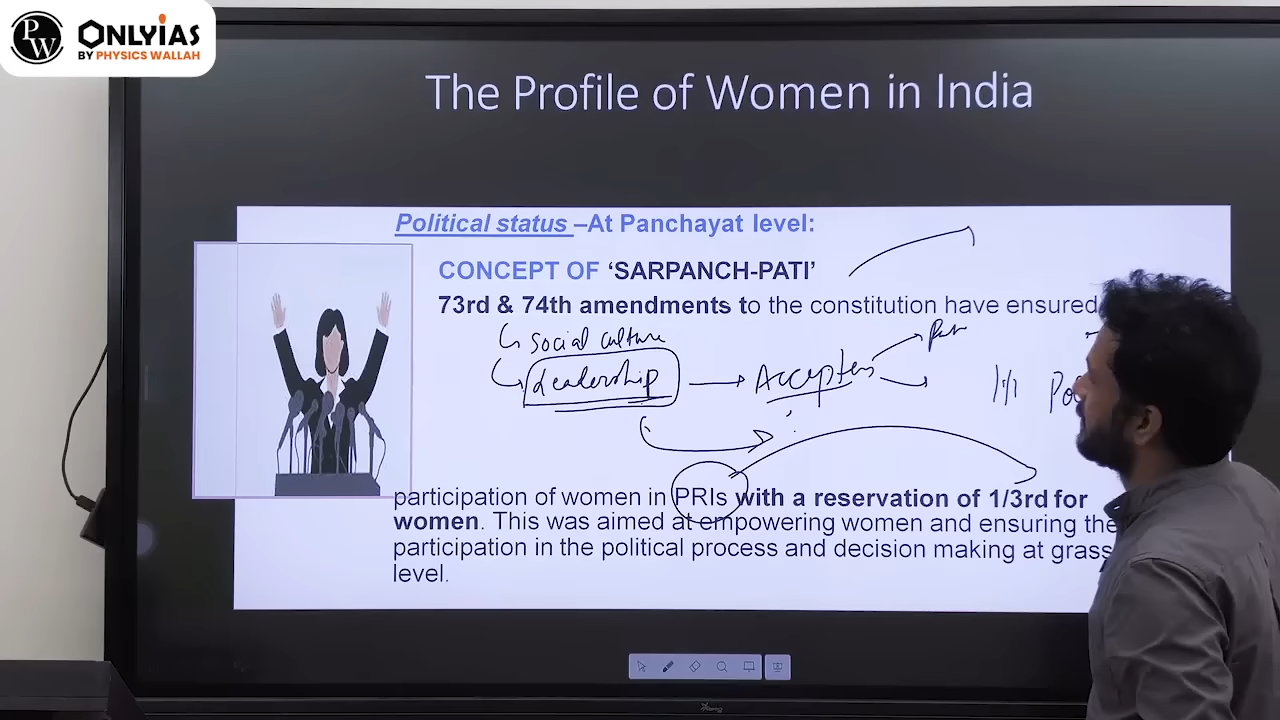 PW
ONLYIAS
BY PHYSICS WALLAH
The Profile of Women in India
Political status –At Panchayat level:
CONCEPT OF ‘SARPANCH-PATI’
73rd & 74th amendments to the constitution have ensured
Social culture
Leadership
participation of women in PRIs with a reservation of 1/3rd for
women. This was aimed at empowering women and ensuring the
participation in the political process and decision making at grass
level.